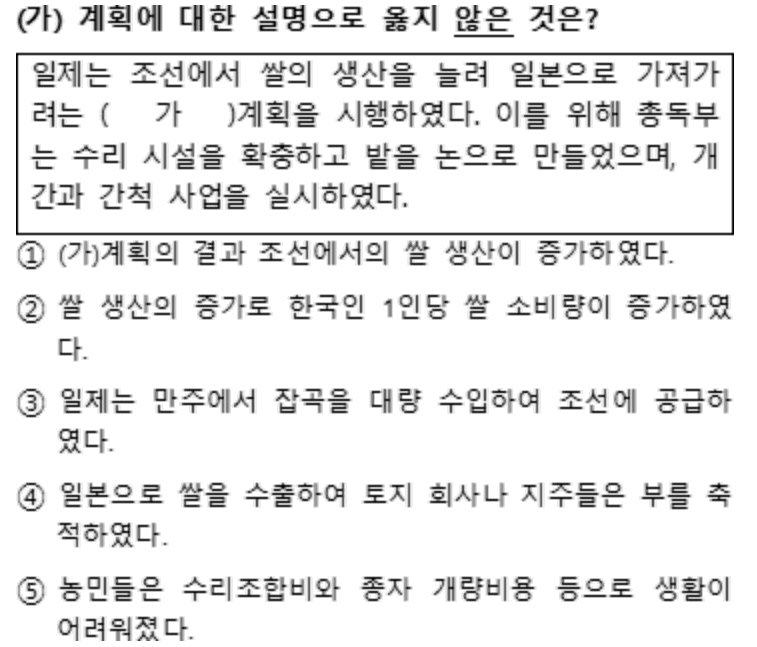 (가) 계획에 대한 설명으로 옳지 않은 것은?
일제는 조선에서 쌀의 생산을 늘려 일본으로 가져가
려는 ( 가 )계획을 시행하였다. 이를 위해 총독부
는 수리 시설을 확충하고 밭을 논으로 만들었으며, 개
간과 간척 사업을 실시하였다.
① (가)계획의 결과 조선에서의 쌀 생산이 증가하였다.
② 쌀 생산의 증가로 한국인 1인당 쌀 소비량이 증가하였
다.
③ 일제는 만주에서 잡곡을 대량 수입하여 조선에 공급하
였다.
④ 일본으로 쌀을 수출하여 토지 회사나 지주들은 부를 축
적하였다.
⑤ 농민들은 수리조합비와 종자 개량비용 등으로 생활이
어려워졌다.